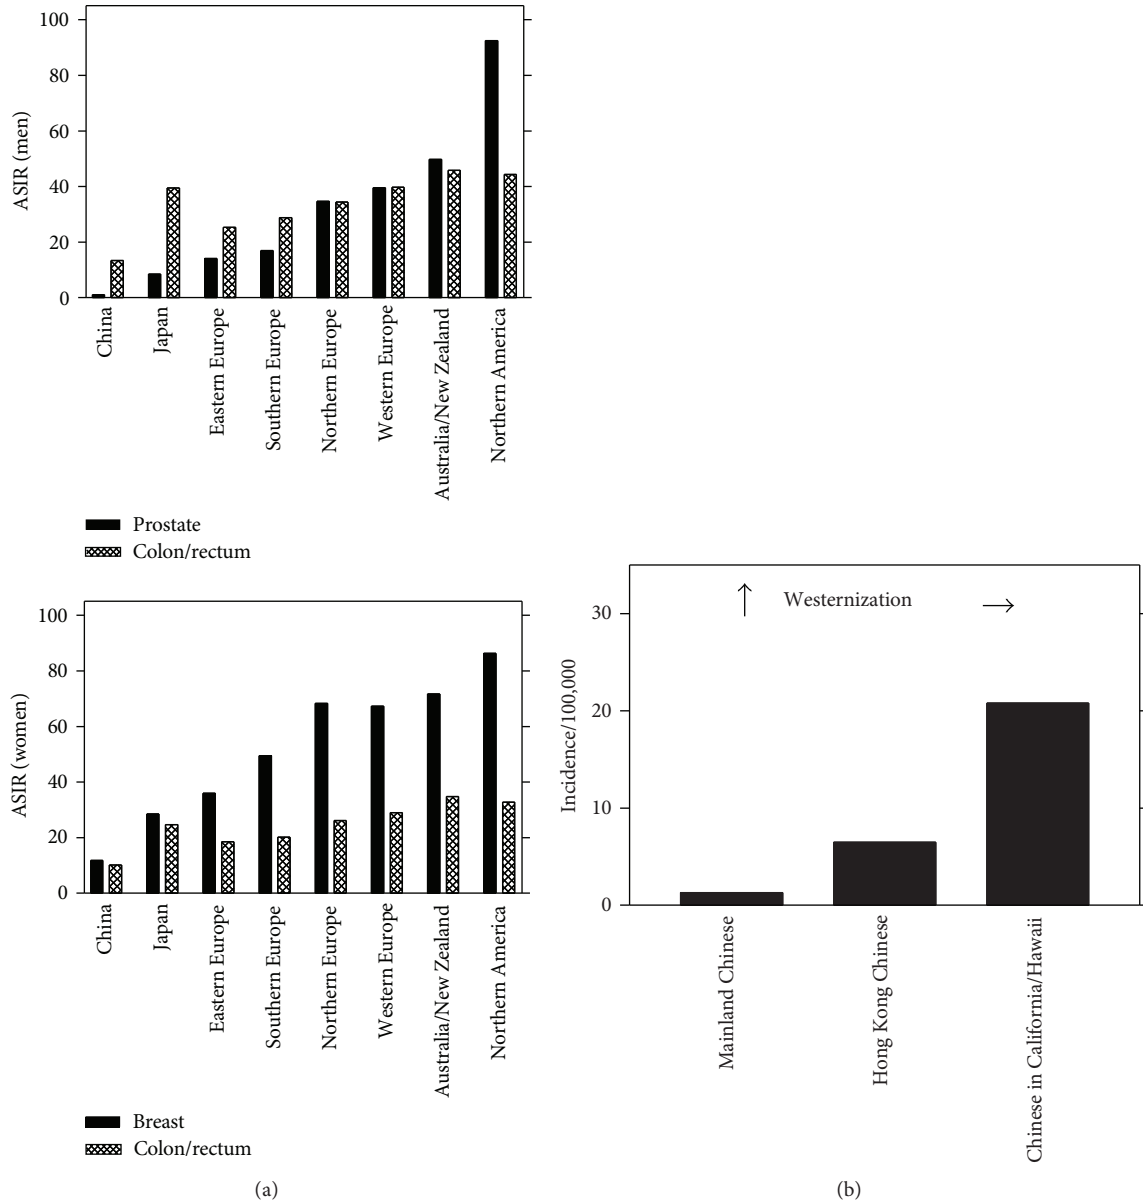 100
80
60
40
20
0
ASIR (men)
China
Japan
Eastern Europe
Southern Europe
Northern Europe
Western Europe
Australia/New Zealand
Northern America
Prostate
Colon/rectum
100
80
60
40
20
0
ASIR (women)
China
Japan
Eastern Europe
Southern Europe
Northern Europe
Western Europe
Australia/New Zealand
Northern America
Breast
Colon/rectum
(a)
Westernization
30
20
10
0
Incidence/100,000
Mainland Chinese
Hong Kong Chinese
Chinese in California/Hawaii
(b)